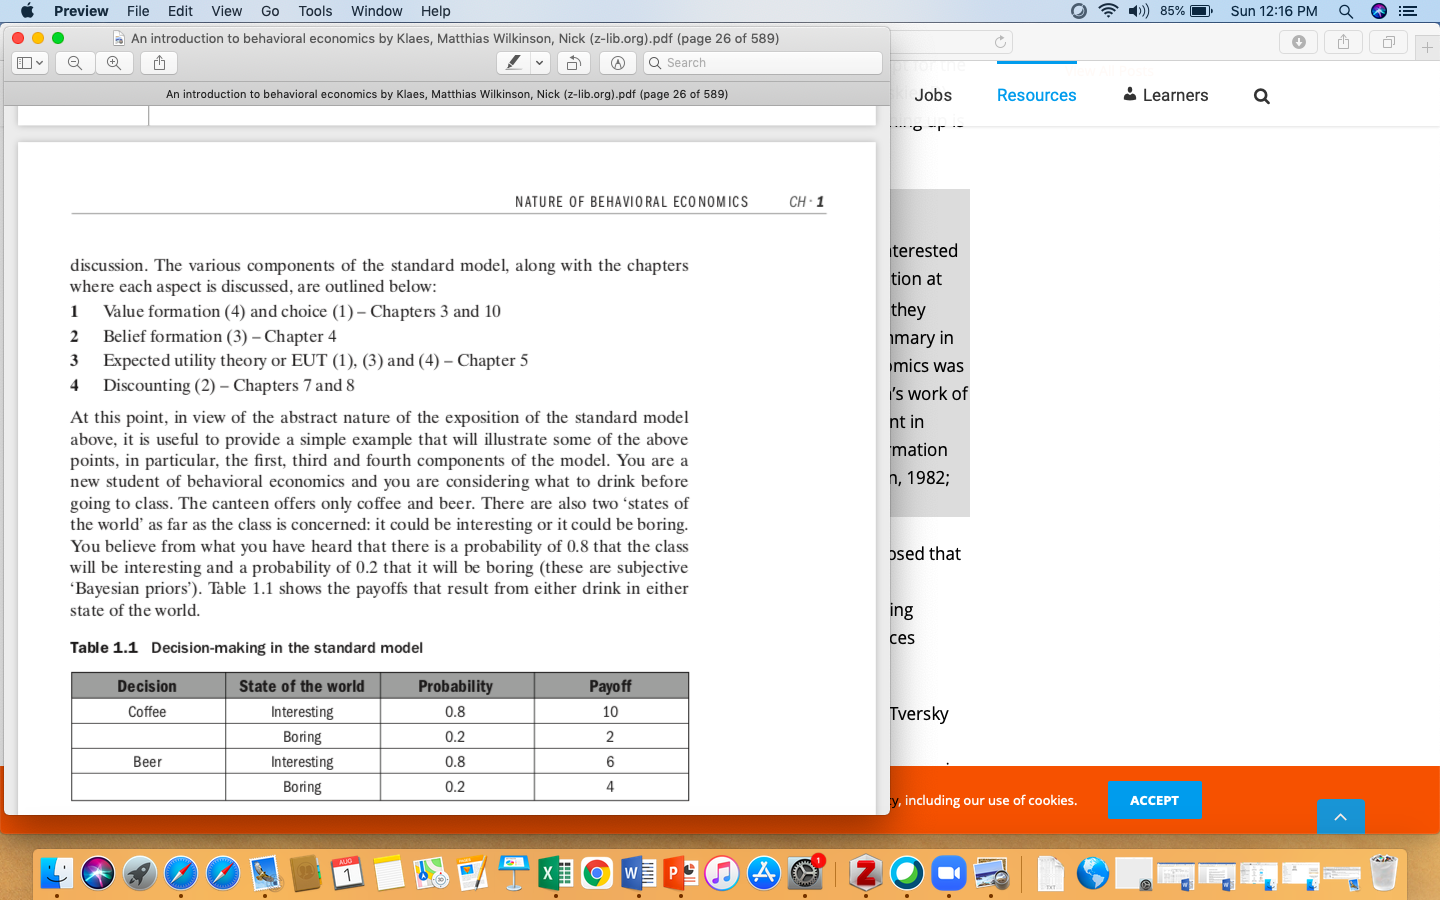 Preview File Edit View Go Tools Window Help 85% Sun 12:16 PM
An introduction to behavioral economics by Klaes, Matthias Wilkinson, Nick (z-lib.org).pdf (page 26 of 589)
Search
An introduction to behavioral economics by Klaes, Matthias Wilkinson, Nick (z-lib.org).pdf (page 26 of 589)
Jobs Resources Learners
NATURE OF BEHAVIORAL ECONOMICS CH · 1
discussion. The various components of the standard model, along with the chapters
where each aspect is discussed, are outlined below:
1 Value formation (4) and choice (1) – Chapters 3 and 10
2 Belief formation (3) – Chapter 4
3 Expected utility theory or EUT (1), (3) and (4) – Chapter 5
4 Discounting (2) – Chapters 7 and 8
At this point, in view of the abstract nature of the exposition of the standard model
above, it is useful to provide a simple example that will illustrate some of the above
points, in particular, the first, third and fourth components of the model. You are a
new student of behavioral economics and you are considering what to drink before
going to class. The canteen offers only coffee and beer. There are also two ‘states of
the world’ as far as the class is concerned: it could be interesting or it could be boring.
You believe from what you have heard that there is a probability of 0.8 that the class
will be interesting and a probability of 0.2 that it will be boring (these are subjective
‘Bayesian priors’). Table 1.1 shows the payoffs that result from either drink in either
state of the world.
Table 1.1 Decision-making in the standard model
Decision State of the world Probability Payoff
Coffee Interesting 0.8 10
Boring 0.2 2
Beer Interesting 0.8 6
Boring 0.2 4
terested
tion at
they
mary in
omics was
's work of
nt in
rmation
n, 1982;
osed that
ing
ces
Tversky
y, including our use of cookies. ACCEPT
AUG
1
1
TXT